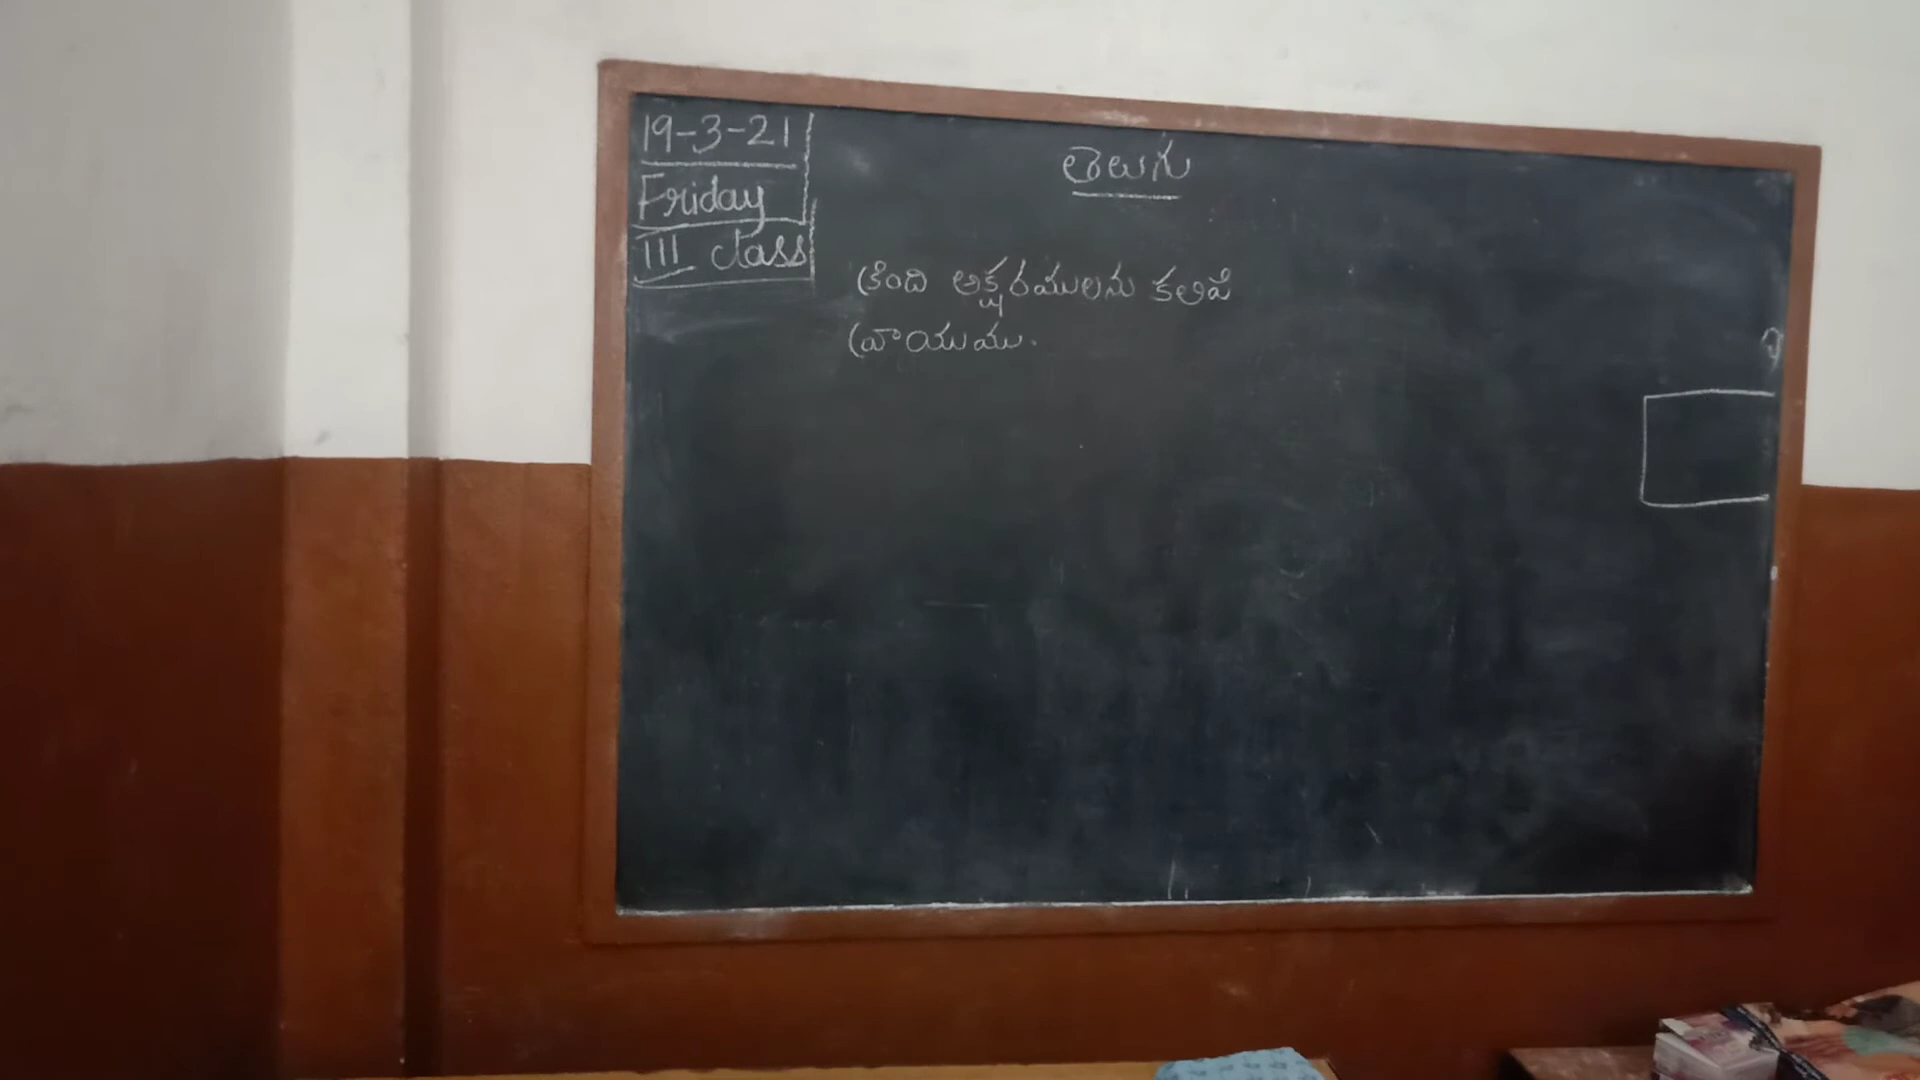 19-3-21
Friday
III class
తెలుగు
క్రింది అక్షరములను కలిపి
వ్రాయుము.